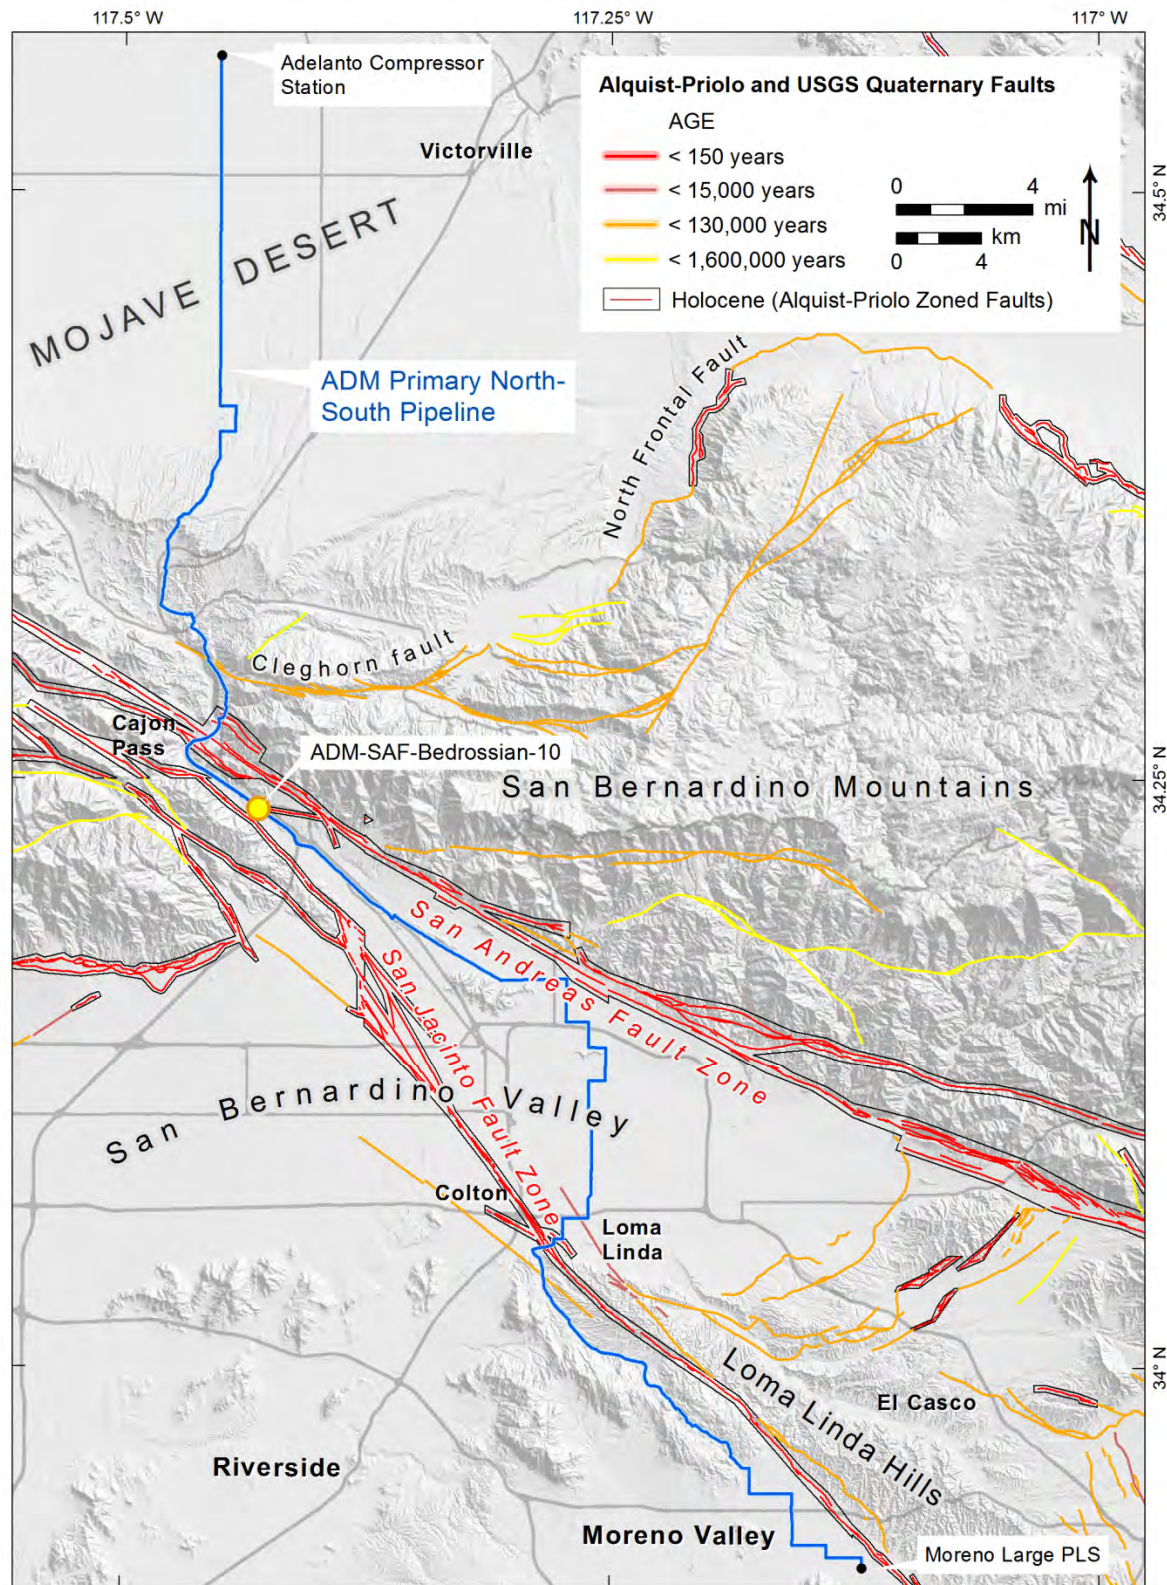 117.5° W
117.25° W
117° W
Adelanto Compressor
Station
Alquist-Priolo and USGS Quaternary Faults
AGE
< 150 years
< 15,000 years
< 130,000 years
< 1,600,000 years
Holocene (Alquist-Priolo Zoned Faults)
0 4
mi
km
0 4
N
Victorville
34.5° N
MOJAVE DESERT
ADM Primary North-
South Pipeline
North Frontal Fault
Cleghorn fault
Cajon
Pass
ADM-SAF-Bedrossian-10
San Bernardino Mountains
34.25° N
San Andreas Fault Zone
San Jacinto Fault Zone
San Bernardino Valley
Colton
Loma
Linda
34° N
Loma Linda Hills
El Casco
Riverside
Moreno Valley
Moreno Large PLS